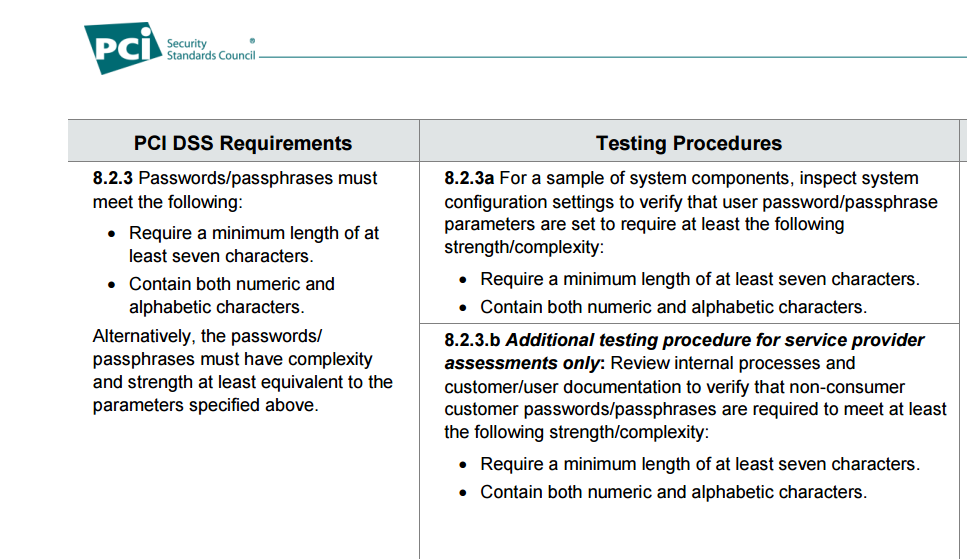 PCI Security ®
Standards Council
PCI DSS Requirements
Testing Procedures
8.2.3 Passwords/passphrases must
meet the following:
• Require a minimum length of at
least seven characters.
• Contain both numeric and
alphabetic characters.
Alternatively, the passwords/
passphrases must have complexity
and strength at least equivalent to the
parameters specified above.
8.2.3a For a sample of system components, inspect system
configuration settings to verify that user password/passphrase
parameters are set to require at least the following
strength/complexity:
• Require a minimum length of at least seven characters.
• Contain both numeric and alphabetic characters.
8.2.3.b Additional testing procedure for service provider
assessments only: Review internal processes and
customer/user documentation to verify that non-consumer
customer passwords/passphrases are required to meet at least
the following strength/complexity:
• Require a minimum length of at least seven characters.
• Contain both numeric and alphabetic characters.